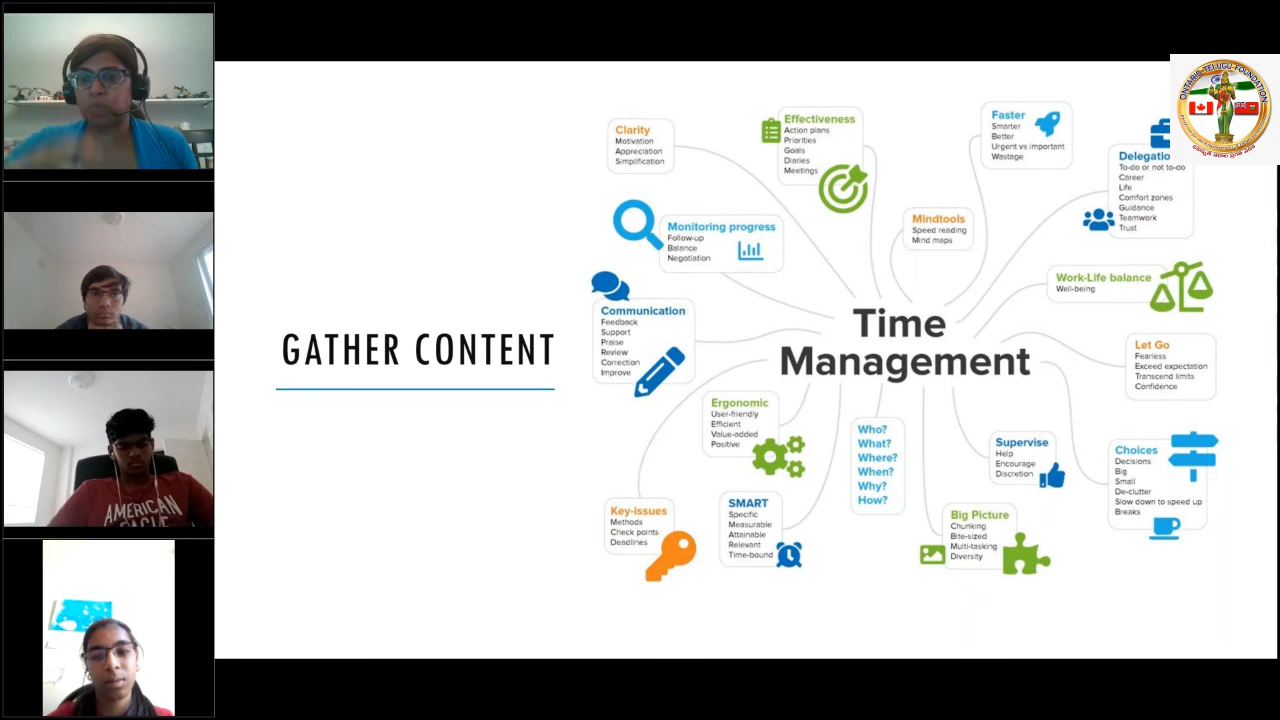 GATHER CONTENT
Time
Management
Clarity
Motivation
Appreciation
Simplification
Effectiveness
Action plans
Priorities
Goals
Diaries
Meetings
Faster
Smarter
Better
Urgent vs important
Wastage
Delegatio
To-do or not to-do
Career
Life
Comfort zones
Guidance
Teamwork
Trust
Mindtools
Speed reading
Mind maps
Monitoring progress
Follow-up
Balance
Negotiation
Work-Life balance
Well-being
Communication
Feedback
Support
Praise
Review
Correction
Improve
Let Go
Fearless
Exceed expectation
Transcend limits
Confidence
Ergonomic
User-friendly
Efficient
Value-added
Positive
Who?
What?
Where?
When?
Why?
How?
Supervise
Help
Encourage
Discretion
Choices
Decisions
Big
Small
De-clutter
Slow down to speed up
Breaks
Key-issues
Methods
Check points
Deadlines
SMART
Specific
Measurable
Attainable
Relevant
Time-bound
Big Picture
Chunking
Bite-sized
Multi-tasking
Diversity
ONTARIO TELUGU FOUNDATION
AMERICAN